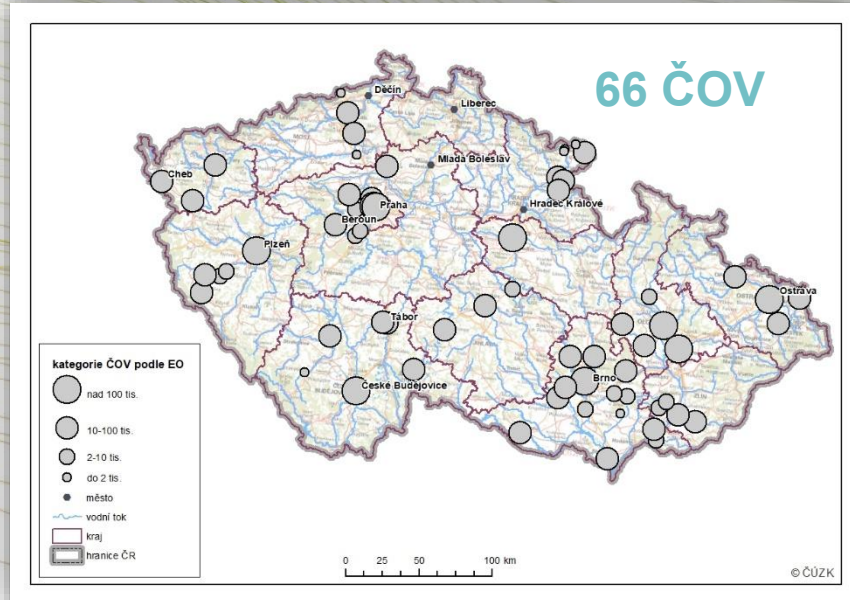 66 ČOV
Děčín
Liberec
Mladá Boleslav
Cheb
Praha
Hradec Králové
Beroun
Plzeň
Ostrava
Tábor
Brno
České Budějovice
kategorie ČOV podle EO
nad 100 tis.
10-100 tis.
2-10 tis.
do 2 tis.
město
vodní tok
kraj
hranice ČR
0 25 50 100 km
© ČÚZK